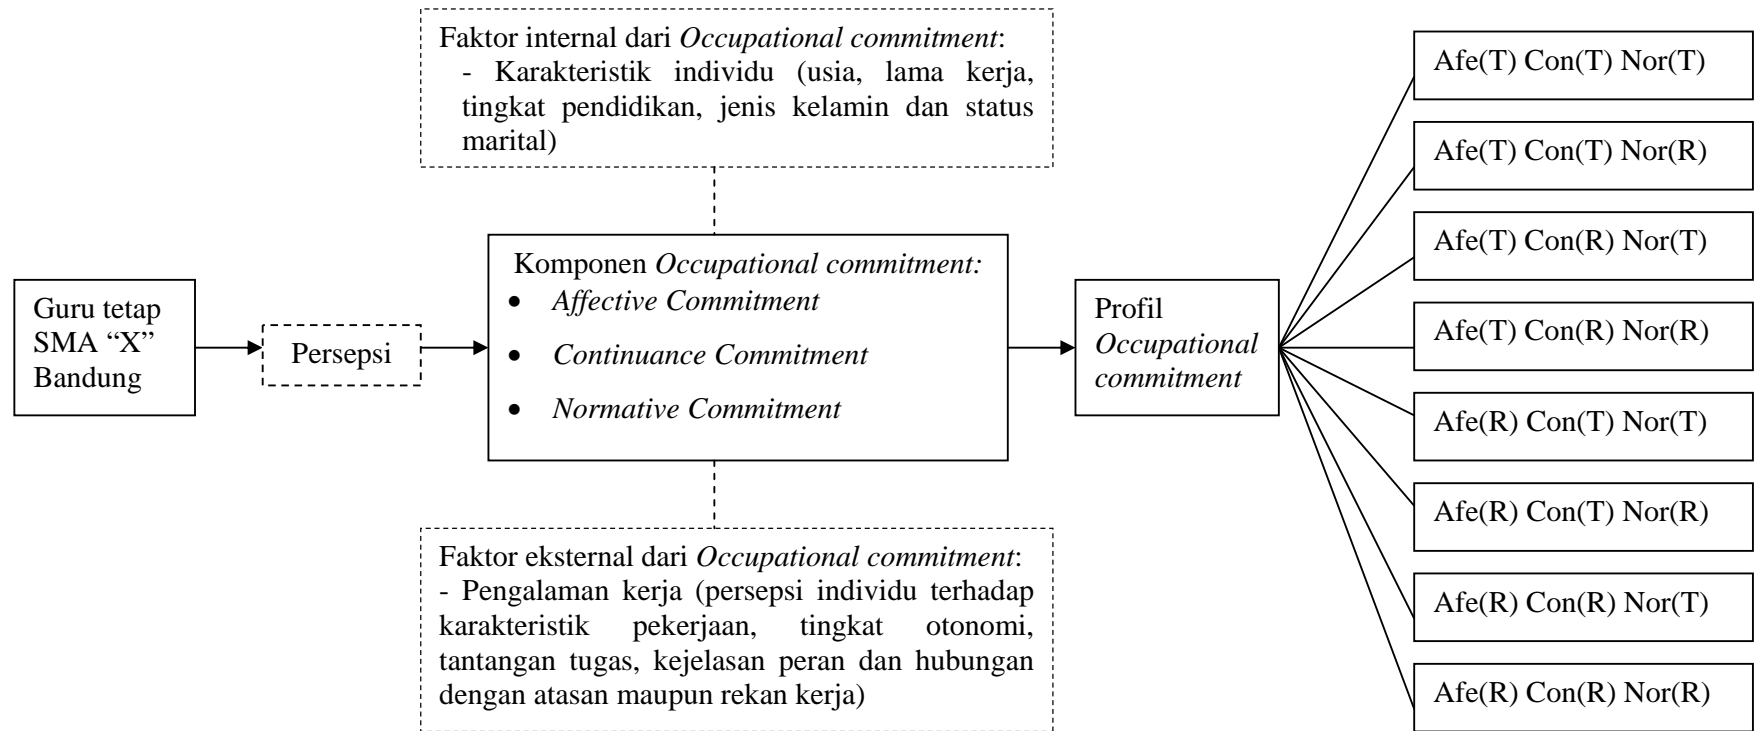 Faktor internal dari Occupational commitment:
- Karakteristik individu (usia, lama kerja,
tingkat pendidikan, jenis kelamin dan status
marital)
Guru tetap
SMA “X”
Bandung
Persepsi
Komponen Occupational commitment:
• Affective Commitment
• Continuance Commitment
• Normative Commitment
Faktor eksternal dari Occupational commitment:
- Pengalaman kerja (persepsi individu terhadap
karakteristik pekerjaan, tingkat otonomi,
tantangan tugas, kejelasan peran dan hubungan
dengan atasan maupun rekan kerja)
Profil
Occupational
commitment
Afe(T) Con(T) Nor(T)
Afe(T) Con(T) Nor(R)
Afe(T) Con(R) Nor(T)
Afe(T) Con(R) Nor(R)
Afe(R) Con(T) Nor(T)
Afe(R) Con(T) Nor(R)
Afe(R) Con(R) Nor(T)
Afe(R) Con(R) Nor(R)